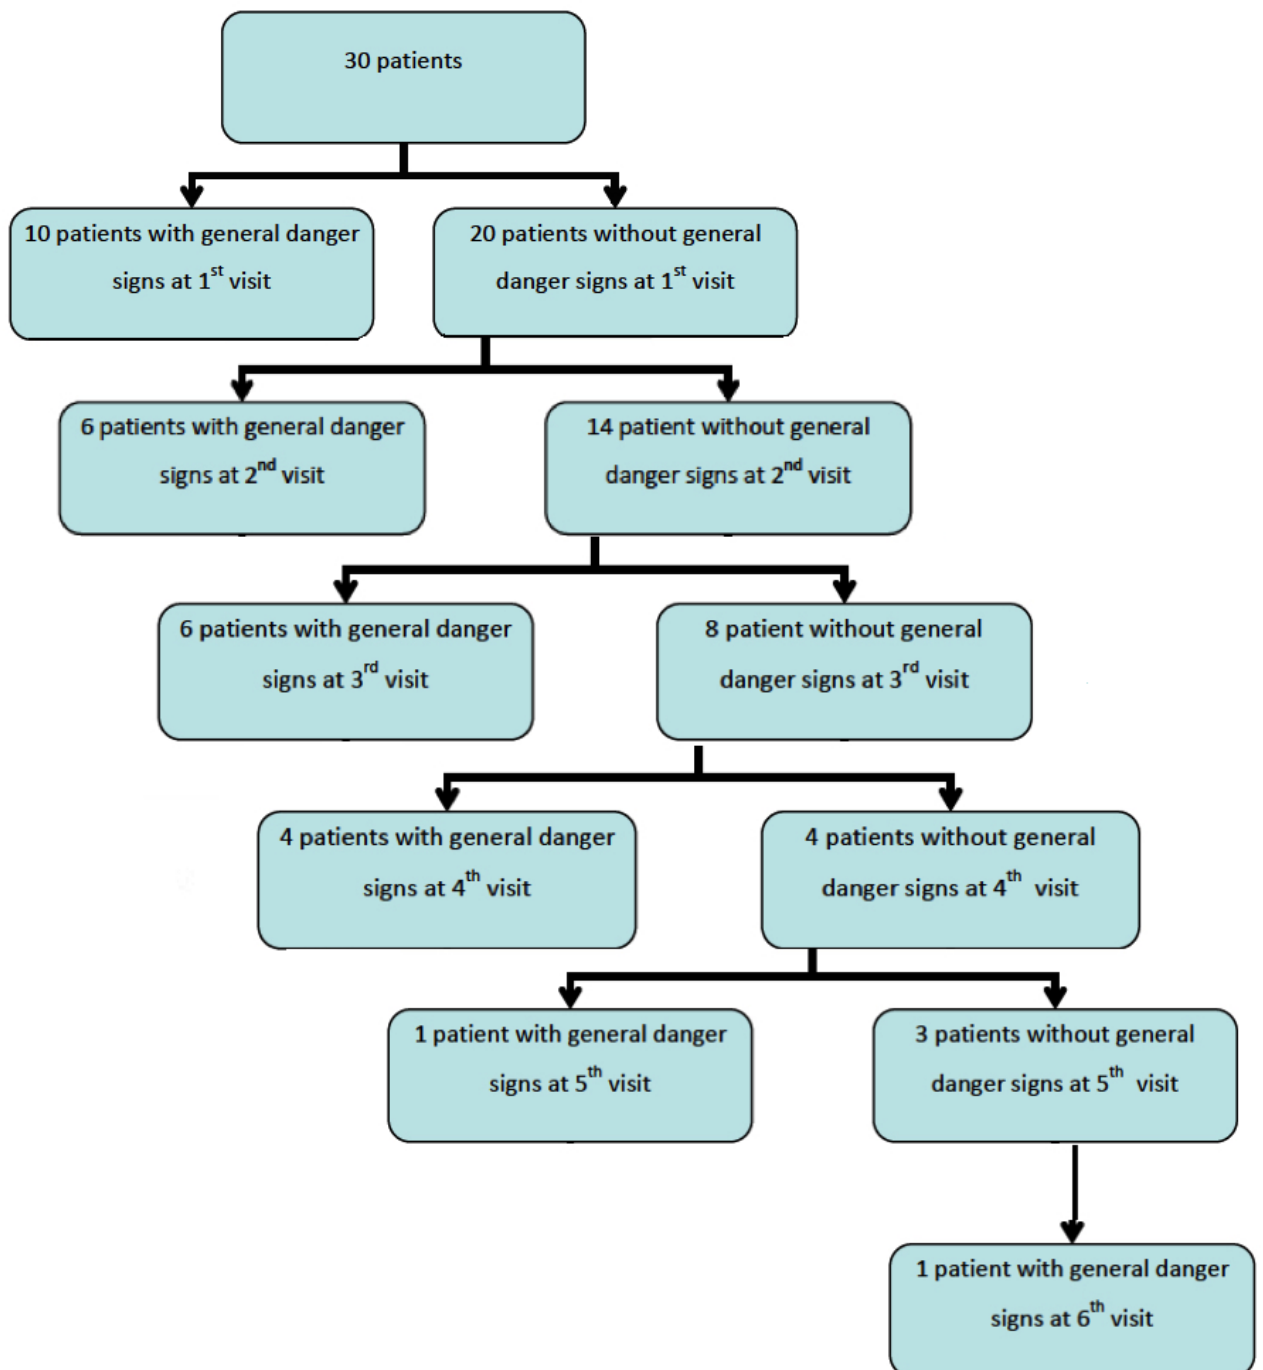 30 patients
10 patients with general danger
signs at 1st visit
20 patients without general
danger signs at 1st visit
6 patients with general danger
signs at 2nd visit
14 patient without general
danger signs at 2nd visit
6 patients with general danger
signs at 3rd visit
8 patient without general
danger signs at 3rd visit
4 patients with general danger
signs at 4th visit
4 patients without general
danger signs at 4th visit
1 patient with general danger
signs at 5th visit
3 patients without general
danger signs at 5th visit
1 patient with general danger
signs at 6th visit